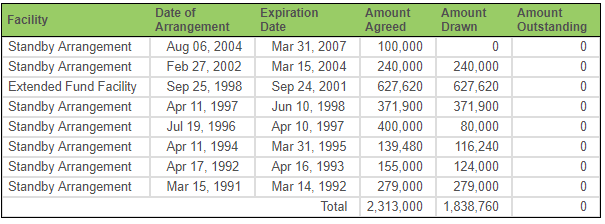 Facility Date of Arrangement Expiration Date Amount Agreed Amount Drawn Amount Outstanding
Standby Arrangement Aug 06, 2004 Mar 31, 2007 100,000 0 0
Standby Arrangement Feb 27, 2002 Mar 15, 2004 240,000 240,000 0
Extended Fund Facility Sep 25, 1998 Sep 24, 2001 627,620 627,620 0
Standby Arrangement Apr 11, 1997 Jun 10, 1998 371,900 371,900 0
Standby Arrangement Jul 19, 1996 Apr 10, 1997 400,000 80,000 0
Standby Arrangement Apr 11, 1994 Mar 31, 1995 139,480 116,240 0
Standby Arrangement Apr 17, 1992 Apr 16, 1993 155,000 124,000 0
Standby Arrangement Mar 15, 1991 Mar 14, 1992 279,000 279,000 0
Total 2,313,000 1,838,760 0